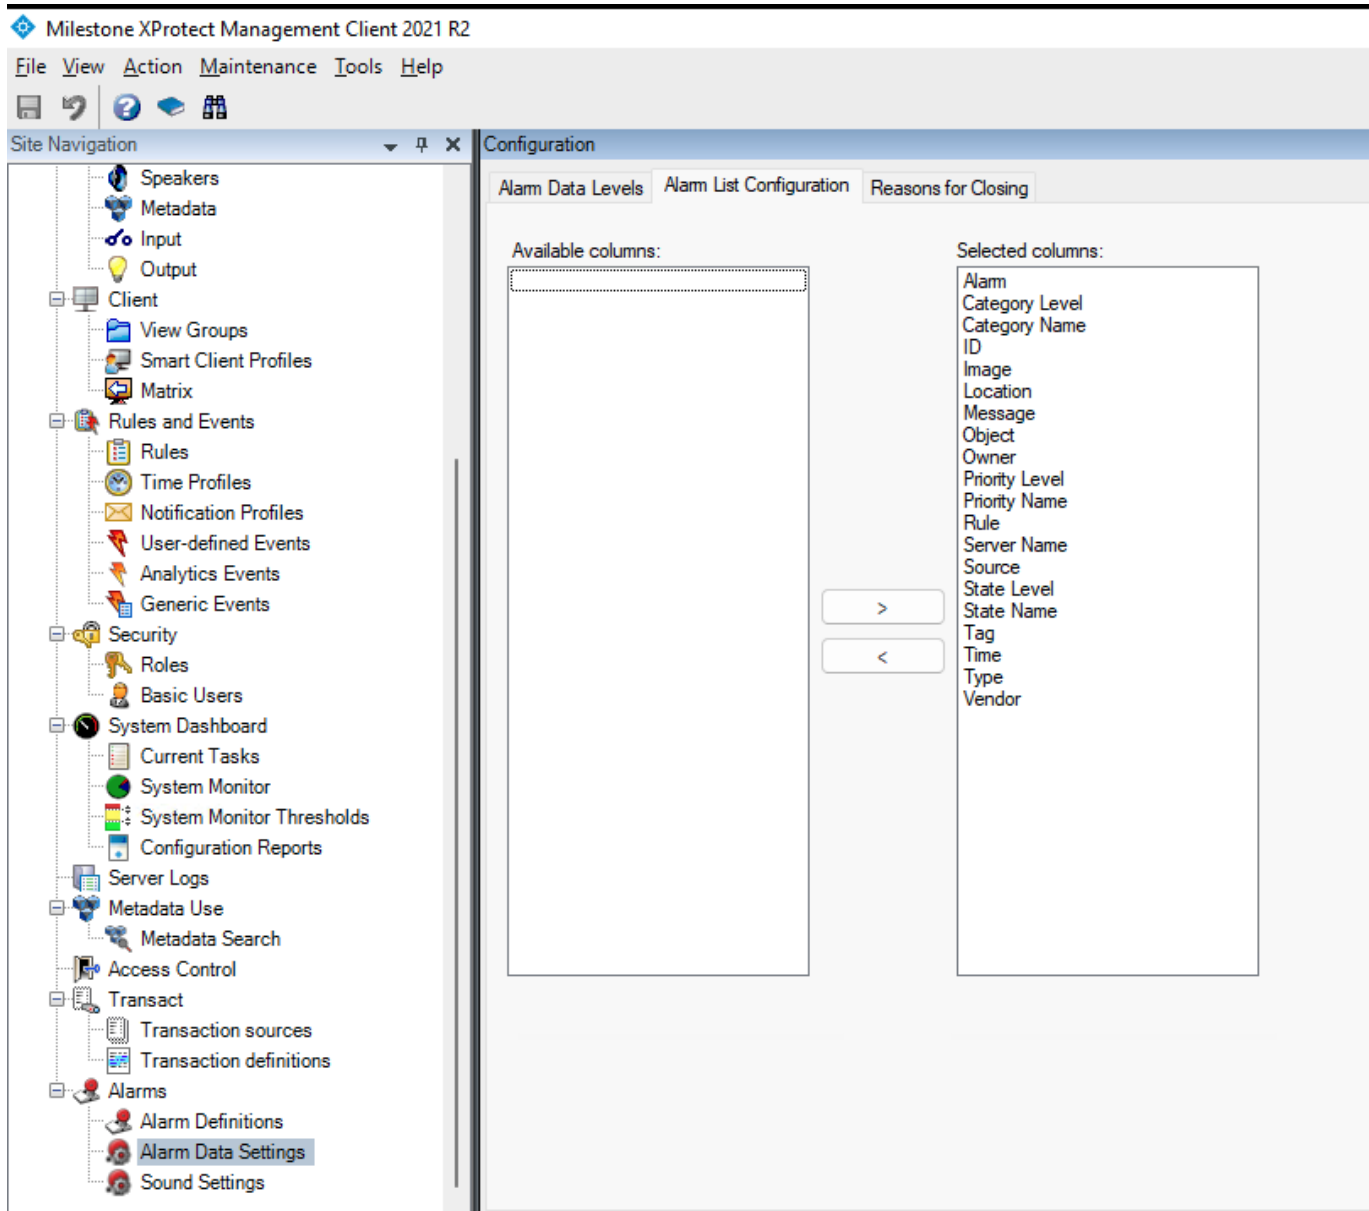 Milestone XProtect Management Client 2021 R2
File View Action Maintenance Tools Help
Site Navigation
Speakers
Metadata
Input
Output
Client
View Groups
Smart Client Profiles
Matrix
Rules and Events
Rules
Time Profiles
Notification Profiles
User-defined Events
Analytics Events
Generic Events
Security
Roles
Basic Users
System Dashboard
Current Tasks
System Monitor
System Monitor Thresholds
Configuration Reports
Server Logs
Metadata Use
Metadata Search
Access Control
Transact
Transaction sources
Transaction definitions
Alarms
Alarm Definitions
Alarm Data Settings
Sound Settings
Configuration
Alarm Data Levels Alarm List Configuration Reasons for Closing
Available columns:
>
<
Selected columns:
Alarm
Category Level
Category Name
ID
Image
Location
Message
Object
Owner
Priority Level
Priority Name
Rule
Server Name
Source
State Level
State Name
Tag
Time
Type
Vendor